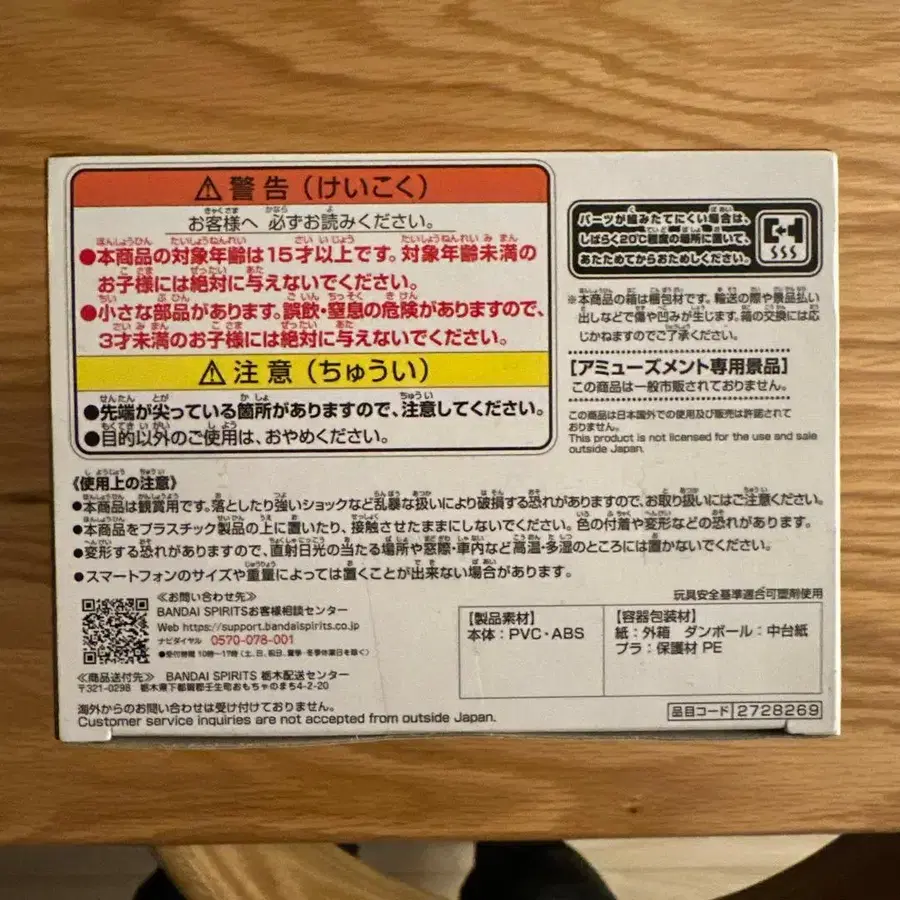 ⚠警告（けいこく）
お客様へ 必ずお読みください。
●本商品の対象年齢は15才以上です。対象年齢未満の
お子様には絶対に与えないでください。
●小さな部品があります。誤飲・窒息の危険がありますので、
3才未満のお子様には絶対に与えないでください。
⚠注意（ちゅうい）
●先端が尖っている箇所がありますので、注意してください。
●目的以外のご使用は、おやめください。
パーツが組みたてにくい場合は、
しばらく20℃程度の場所に置いて、
あたためてからおためしください。
※本商品の箱は梱包材です。輸送の際や景品払い
出しなどで傷や凹みが生じます。箱の交換には応
じかねますのでご了承ください。
【アミューズメント専用景品】
この商品は一般市販されておりません。
この商品は日本国外での使用及び販売は許諾されて
おりません。
This product is not licensed for the use and sale
outside Japan.
《使用上の注意》
●本商品は観賞用です。落としたり強いショックなど乱暴な扱いにより破損する恐れがありますので、お取り扱いにはご注意ください。
●本商品をプラスチック製品の上に置いたり、接触させたままにしないでください。色の付着や変形などの恐れがあります。
●変形する恐れがありますので、直射日光の当たる場所や窓際・車内など高温・多湿のところには置かないでください。
●スマートフォンのサイズや重量によっては置くことが出来ない場合があります。
≪お問い合わせ先≫
BANDAI SPIRITSお客様相談センター
Web https://support.bandaispirits.co.jp
ナビダイヤル 0570-078-001
●受付時間 10時〜17時（土、日、祝日、夏季・冬季休業日を除く）
≪商品送付先≫ BANDAI SPIRITS 栃木配送センター
〒321-0298 栃木県下都賀郡壬生町おもちゃのまち4-2-20
海外からのお問い合わせは受け付けておりません。
Customer service inquiries are not accepted from outside Japan.
玩具安全基準適合可塑剤使用
【製品素材】
本体：PVC・ABS
【容器包装材】
紙：外箱 ダンボール：中台紙
プラ：保護材 PE
品目コード 2728269